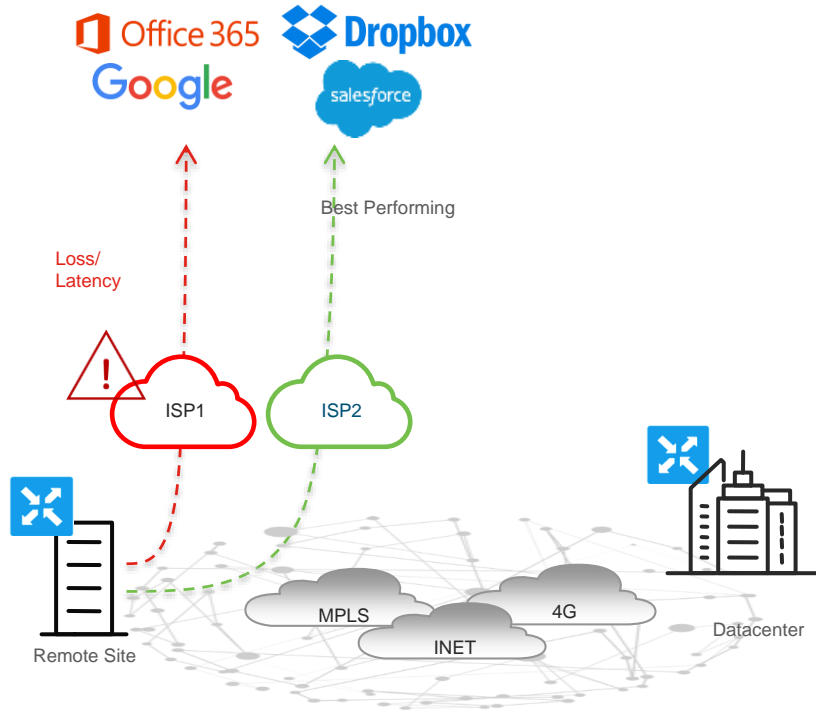 Office 365
Dropbox
Google
salesforce
Best Performing
Loss/
Latency
!
ISP1
ISP2
MPLS
4G
INET
Datacenter
Remote Site